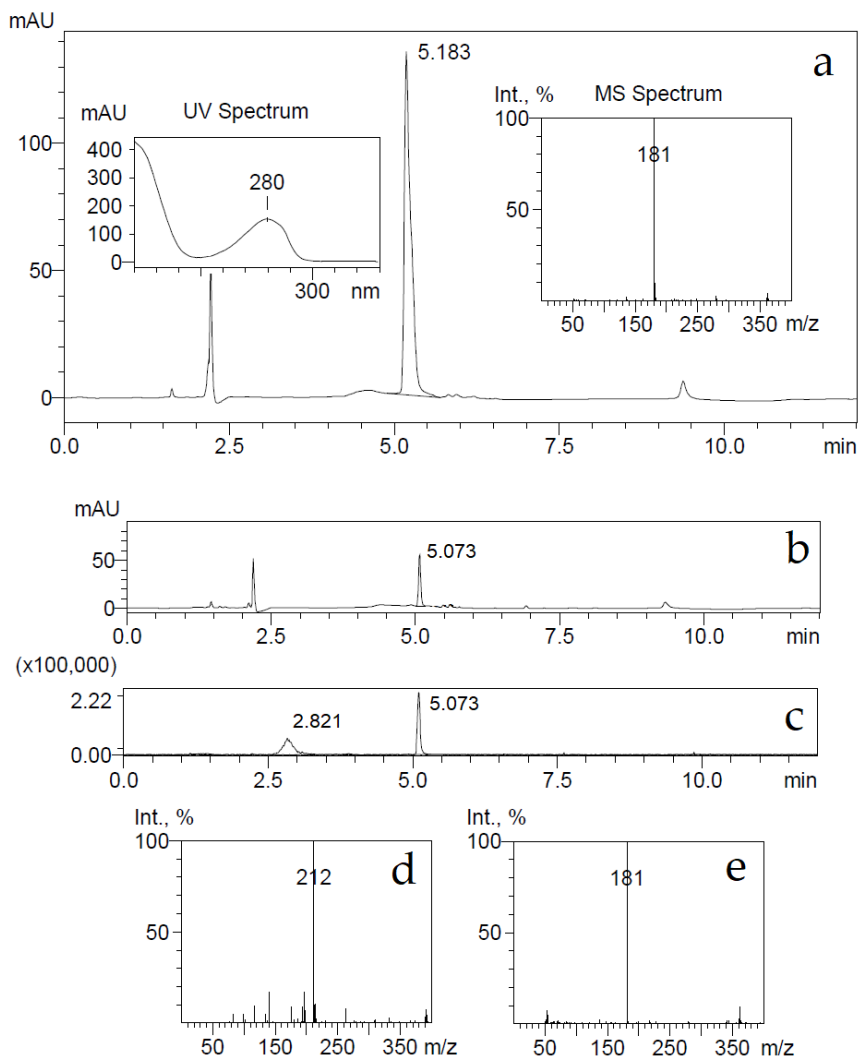 mAU
5.183
a
mAU
UV Spectrum
Int., %
MS Spectrum
400
300
200
100
0
280
300
nm
100
50
181
50
150
250
350
m/z
100
50
0
0.0
2.5
5.0
7.5
10.0
min
mAU
50
0
5.073
b
0.0
2.5
5.0
7.5
10.0
min
(x100,000)
2.22
0.00
2.821
5.073
c
0.0
2.5
5.0
7.5
10.0
min
Int., %
100
50
212
d
50
150
250
350
m/z
Int., %
100
50
181
e
50
150
250
350
m/z